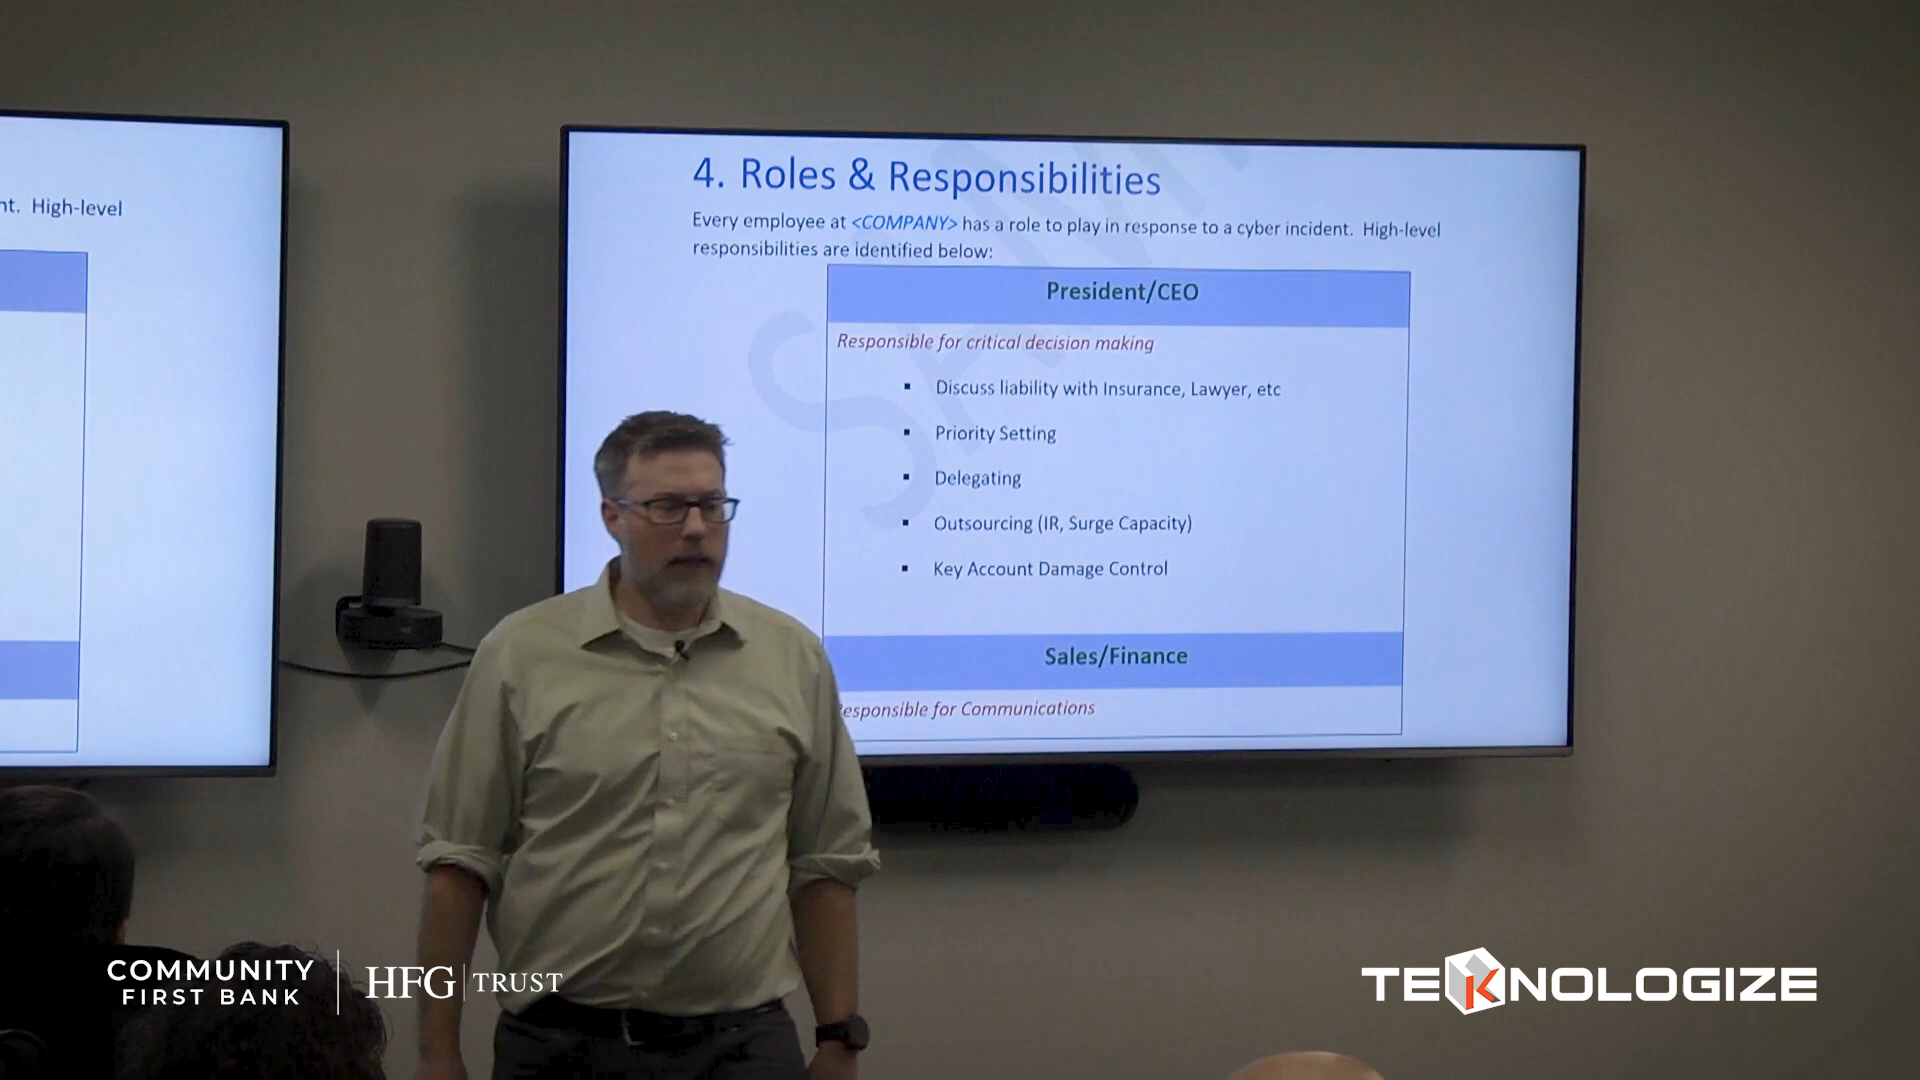 nt. High-level
4. Roles & Responsibilities
Every employee at <COMPANY> has a role to play in response to a cyber incident. High-level
responsibilities are identified below:
President/CEO
Responsible for critical decision making
▪ Discuss liability with Insurance, Lawyer, etc
▪ Priority Setting
▪ Delegating
▪ Outsourcing (IR, Surge Capacity)
▪ Key Account Damage Control
Sales/Finance
esponsible for Communications
SAM
COMMUNITY
FIRST BANK
HFG TRUST
TEKNOLOGIZE